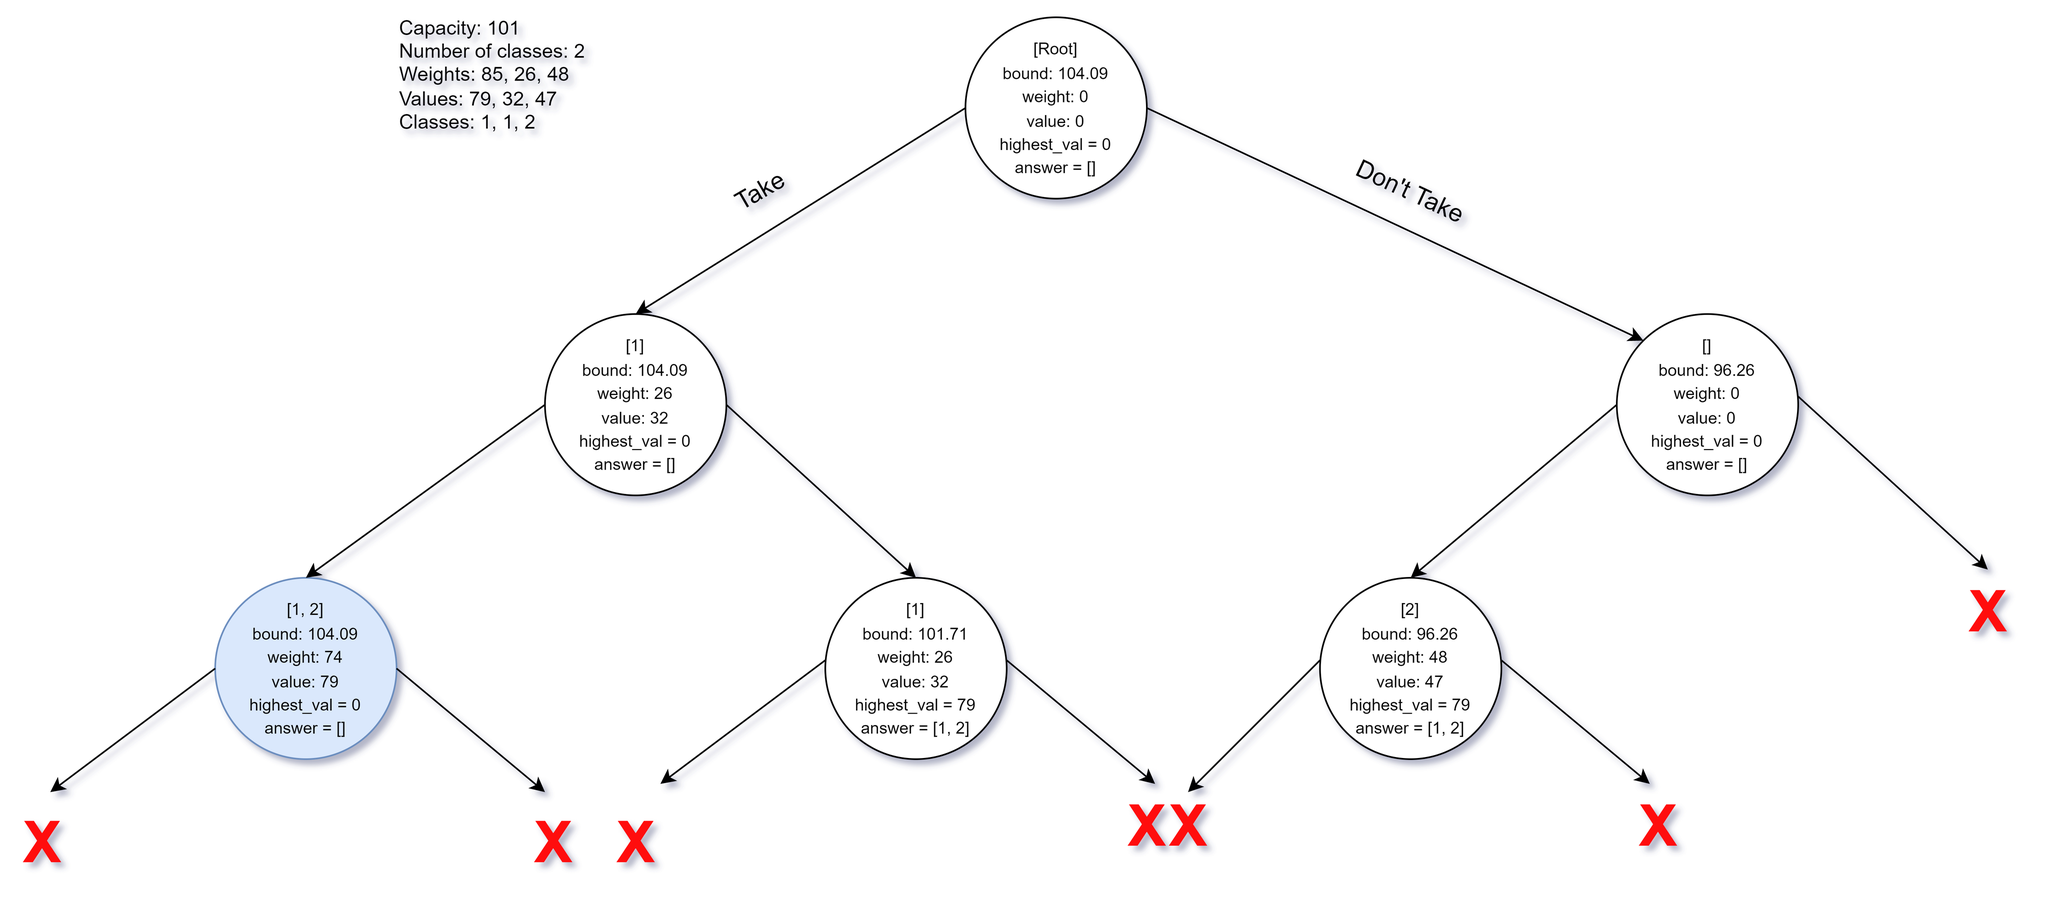 Capacity: 101
Number of classes: 2
Weights: 85, 26, 48
Values: 79, 32, 47
Classes: 1, 1, 2
[Root]
bound: 104.09
weight: 0
value: 0
highest_val = 0
answer = []
Take
Don't Take
[1]
bound: 104.09
weight: 26
value: 32
highest_val = 0
answer = []
[]
bound: 96.26
weight: 0
value: 0
highest_val = 0
answer = []
[1, 2]
bound: 104.09
weight: 74
value: 79
highest_val = 0
answer = []
[1]
bound: 101.71
weight: 26
value: 32
highest_val = 79
answer = [1, 2]
[2]
bound: 96.26
weight: 48
value: 47
highest_val = 79
answer = [1, 2]
X
X
X
X
X
X
X